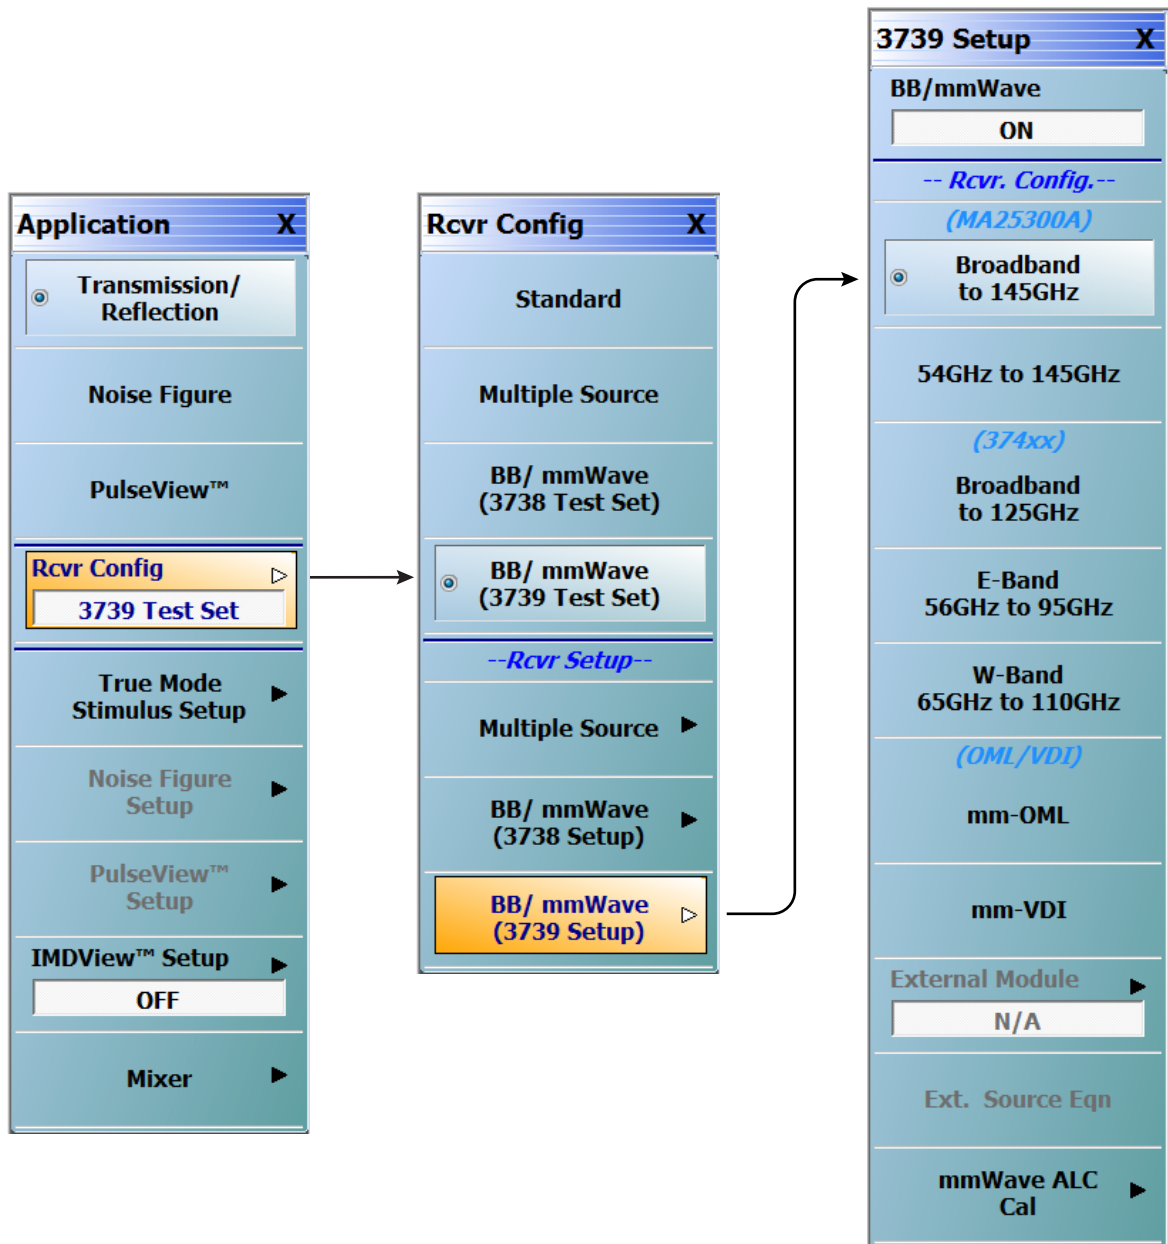 Application X
Transmission/
Reflection
Noise Figure
PulseView™
Rcvr Config
3739 Test Set
True Mode
Stimulus Setup
Noise Figure
Setup
PulseView™
Setup
IMDView™ Setup
OFF
Mixer
Rcvr Config X
Standard
Multiple Source
BB/ mmWave
(3738 Test Set)
BB/ mmWave
(3739 Test Set)
--Rcvr Setup--
Multiple Source
BB/ mmWave
(3738 Setup)
BB/ mmWave
(3739 Setup)
3739 Setup X
BB/mmWave
ON
-- Rcvr. Config.--
(MA25300A)
Broadband
to 145GHz
54GHz to 145GHz
(374xx)
Broadband
to 125GHz
E-Band
56GHz to 95GHz
W-Band
65GHz to 110GHz
(OML/VDI)
mm-OML
mm-VDI
External Module
N/A
Ext. Source Eqn
mmWave ALC
Cal